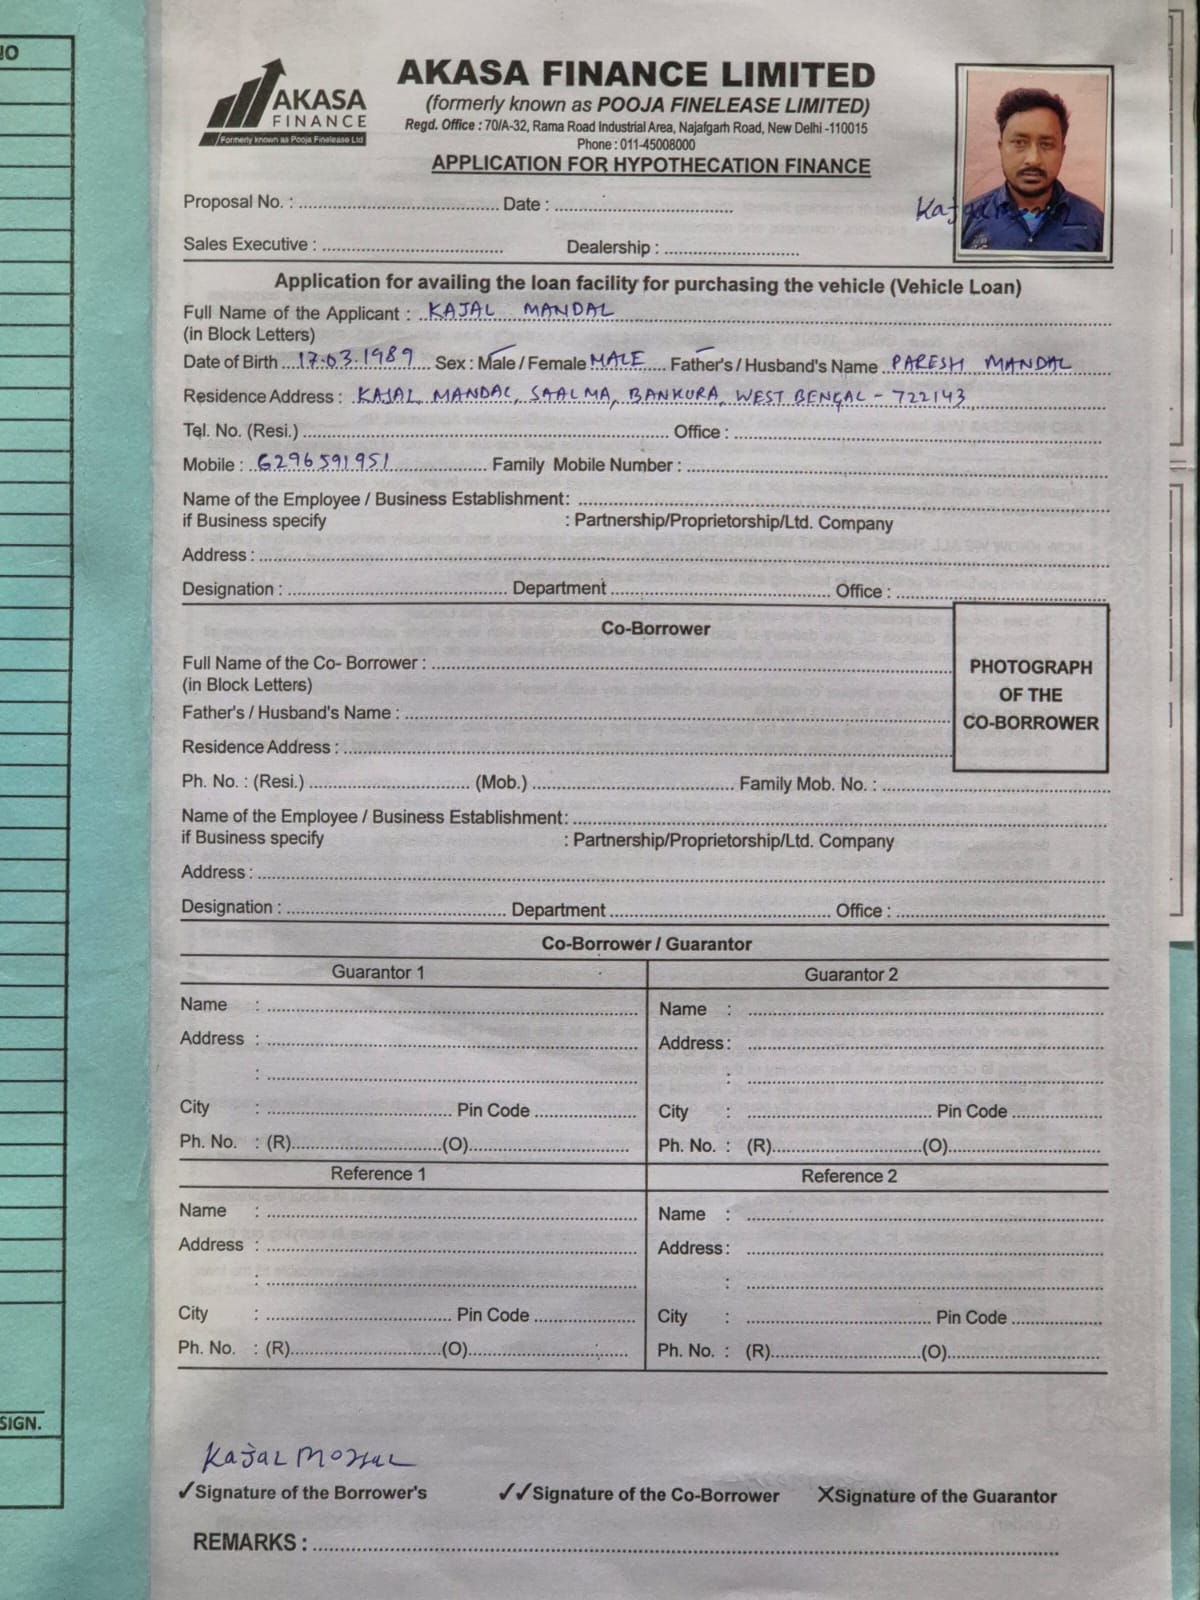 NO
AKASA
FINANCE
Formerly known as Pooja Finelease Ltd
AKASA FINANCE LIMITED
(formerly known as POOJA FINELEASE LIMITED)
Regd. Office : 70/A-32, Rama Road Industrial Area, Najafgarh Road, New Delhi -110015
Phone : 011-45008000
APPLICATION FOR HYPOTHECATION FINANCE
Proposal No. : ........................ Date : ........................
Kajal
Sales Executive : ........................ Dealership : ........................
Application for availing the loan facility for purchasing the vehicle (Vehicle Loan)
Full Name of the Applicant : KAJAL MANDAL
(in Block Letters)
Date of Birth 17.03.1989 Sex : Male / Female MALE Father's / Husband's Name PARESH MANDAL
Residence Address : KAJAL MANDAL, SAALMA, BANKURA, WEST BENGAL - 722143
Tel. No. (Resi.) ........................ Office : ........................
Mobile : 6296591951 Family Mobile Number : ........................
Name of the Employee / Business Establishment: ........................
if Business specify : Partnership/Proprietorship/Ltd. Company
Address : ........................
Designation : ........................ Department ........................ Office : ........................
Co-Borrower
Full Name of the Co- Borrower : ........................
(in Block Letters)
PHOTOGRAPH
OF THE
CO-BORROWER
Father's / Husband's Name : ........................
Residence Address : ........................
Ph. No. : (Resi.) ........................ (Mob.) ........................ Family Mob. No. : ........................
Name of the Employee / Business Establishment: ........................
if Business specify : Partnership/Proprietorship/Ltd. Company
Address : ........................
Designation : ........................ Department ........................ Office : ........................
Co-Borrower / Guarantor
Guarantor 1 Guarantor 2
Name : ........................ Name : ........................
Address : ........................ Address : ........................
: ........................ : ........................
City : ........................ Pin Code ............ City : ........................ Pin Code ............
Ph. No. : (R)............(O)............ Ph. No. : (R)............(O)............
Reference 1 Reference 2
Name : ........................ Name : ........................
Address : ........................ Address : ........................
: ........................ : ........................
City : ........................ Pin Code ............ City : ........................ Pin Code ............
Ph. No. : (R)............(O)............ Ph. No. : (R)............(O)............
SIGN.
Kajal
✓Signature of the Borrower's ✓✓Signature of the Co-Borrower XSignature of the Guarantor
REMARKS : ........................